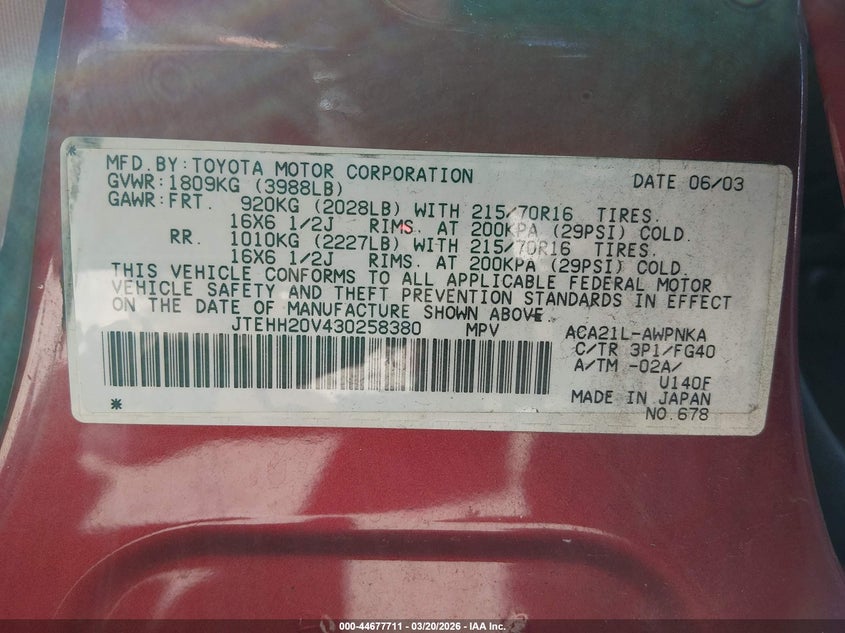 MFD.BY:TOYOTA MOTOR CORPORATION DATE 06/03
GVWR:1809KG (3988LB)
GAWR:FRT. 920KG (2028LB) WITH 215/70R16 TIRES.
16X6 1/2J RIMS. AT 200KPA (29PSI) COLD.
RR. 1010KG (2227LB) WITH 215/70R16 TIRES.
16X6 1/2J RIMS. AT 200KPA (29PSI) COLD.
THIS VEHICLE CONFORMS TO ALL APPLICABLE FEDERAL MOTOR
VEHICLE SAFETY AND THEFT PREVENTION STANDARDS IN EFFECT
ON THE DATE OF MANUFACTURE SHOWN ABOVE.
JTEHH20V430258380 MPV ACA21L-AWPNKA
C/TR 3P1/FG40
A/TM -02A/
U140F
MADE IN JAPAN
NO.678
000-44677711 — 03/20/2026 — IAA Inc.